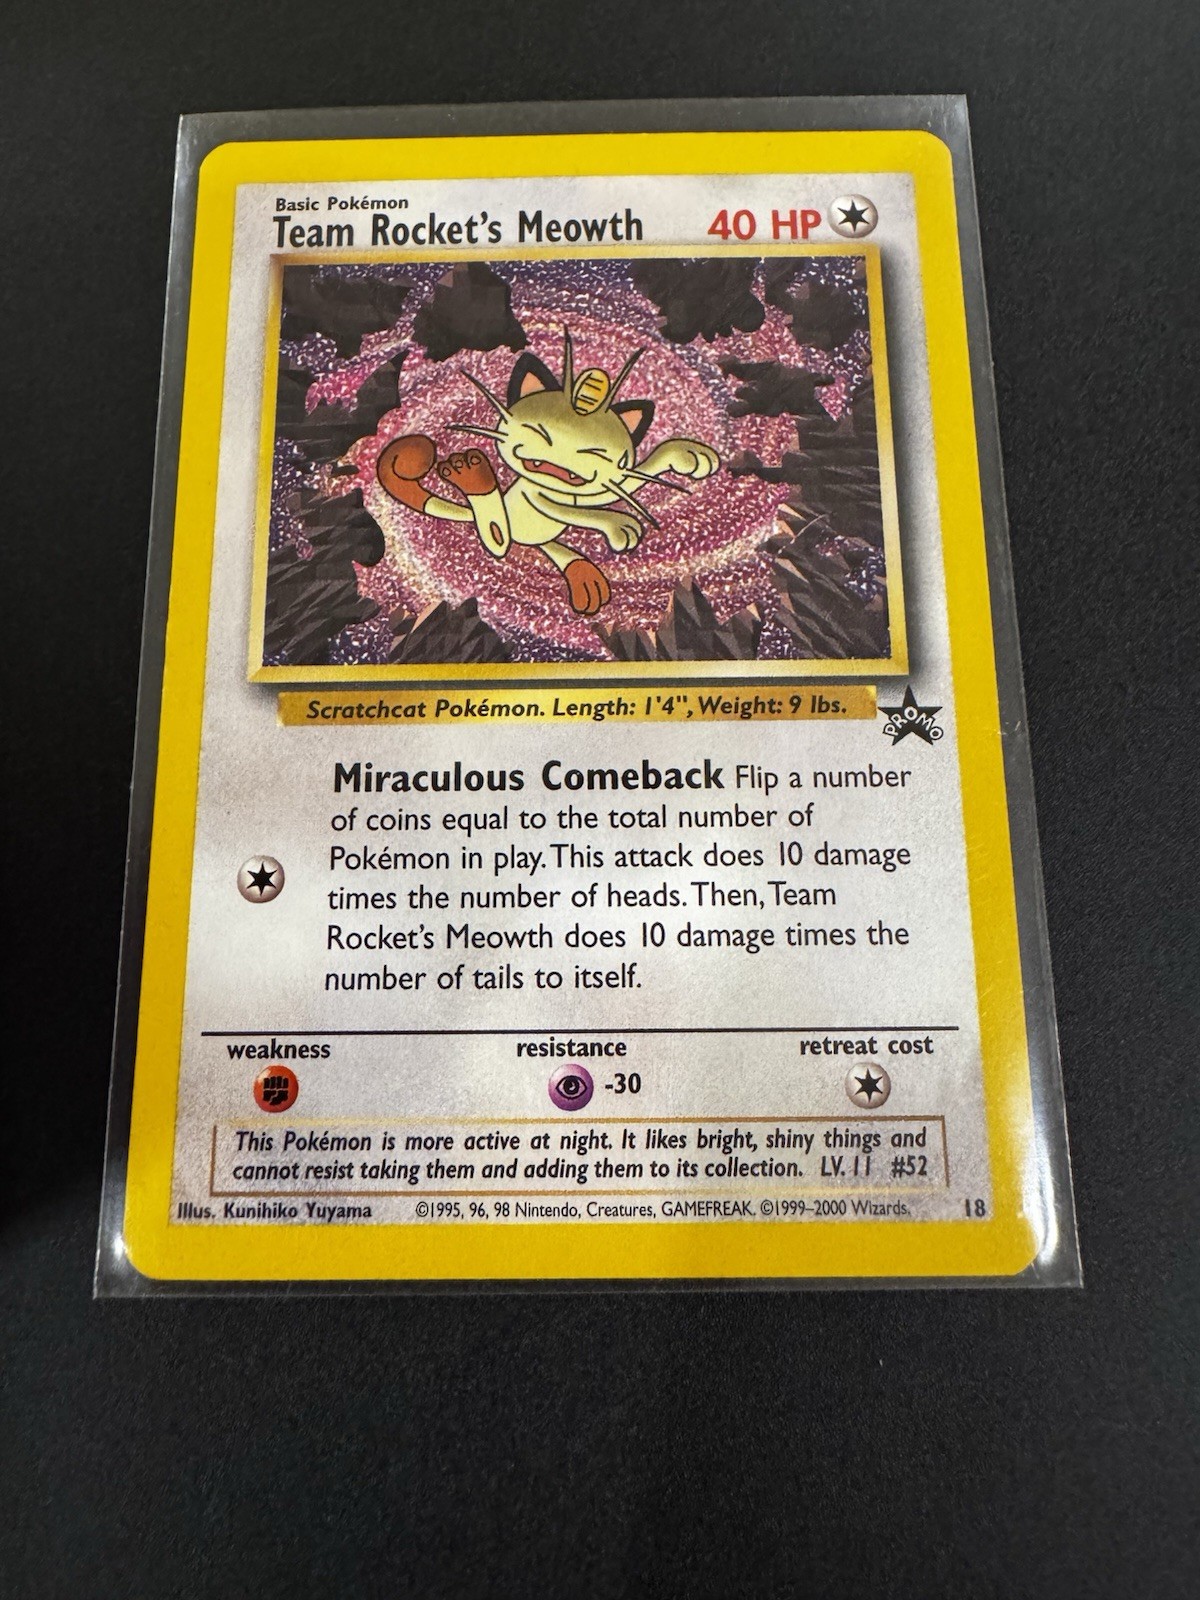 Basic Pokémon
Team Rocket's Meowth 40 HP
Scratchcat Pokémon. Length: 1'4", Weight: 9 lbs.
PROMO
Miraculous Comeback Flip a number
of coins equal to the total number of
Pokémon in play. This attack does 10 damage
times the number of heads. Then, Team
Rocket's Meowth does 10 damage times the
number of tails to itself.
weakness resistance retreat cost
-30
This Pokémon is more active at night. It likes bright, shiny things and
cannot resist taking them and adding them to its collection. LV. 11 #52
Illus. Kunihiko Yuyama ©1995, 96, 98 Nintendo, Creatures, GAMEFREAK. ©1999–2000 Wizards. 18